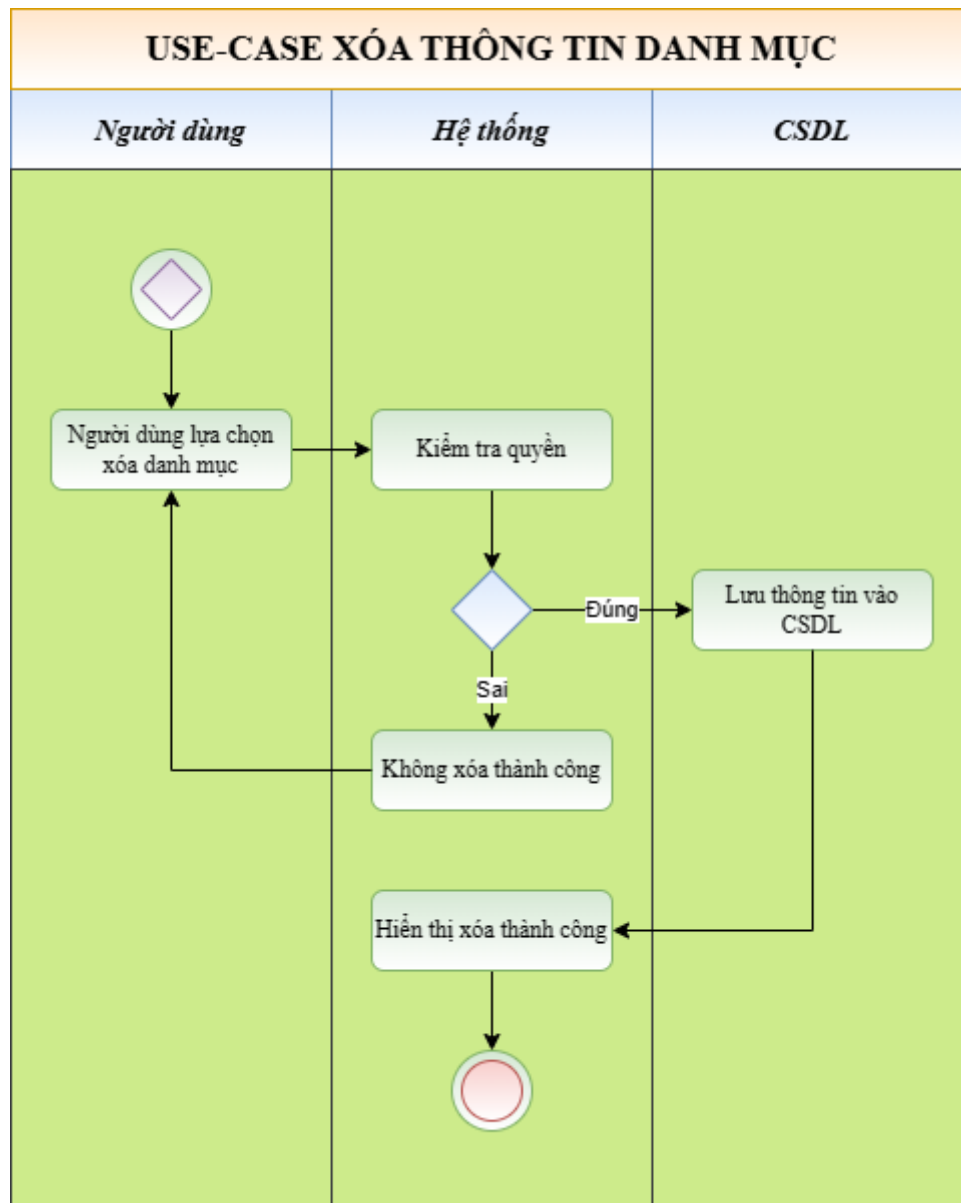 USE-CASE XÓA THÔNG TIN DANH MỤC
Người dùng
Hệ thống
CSDL
Người dùng lựa chọn
xóa danh mục
Kiểm tra quyền
Đúng
Lưu thông tin vào
CSDL
Sai
Không xóa thành công
Hiển thị xóa thành công